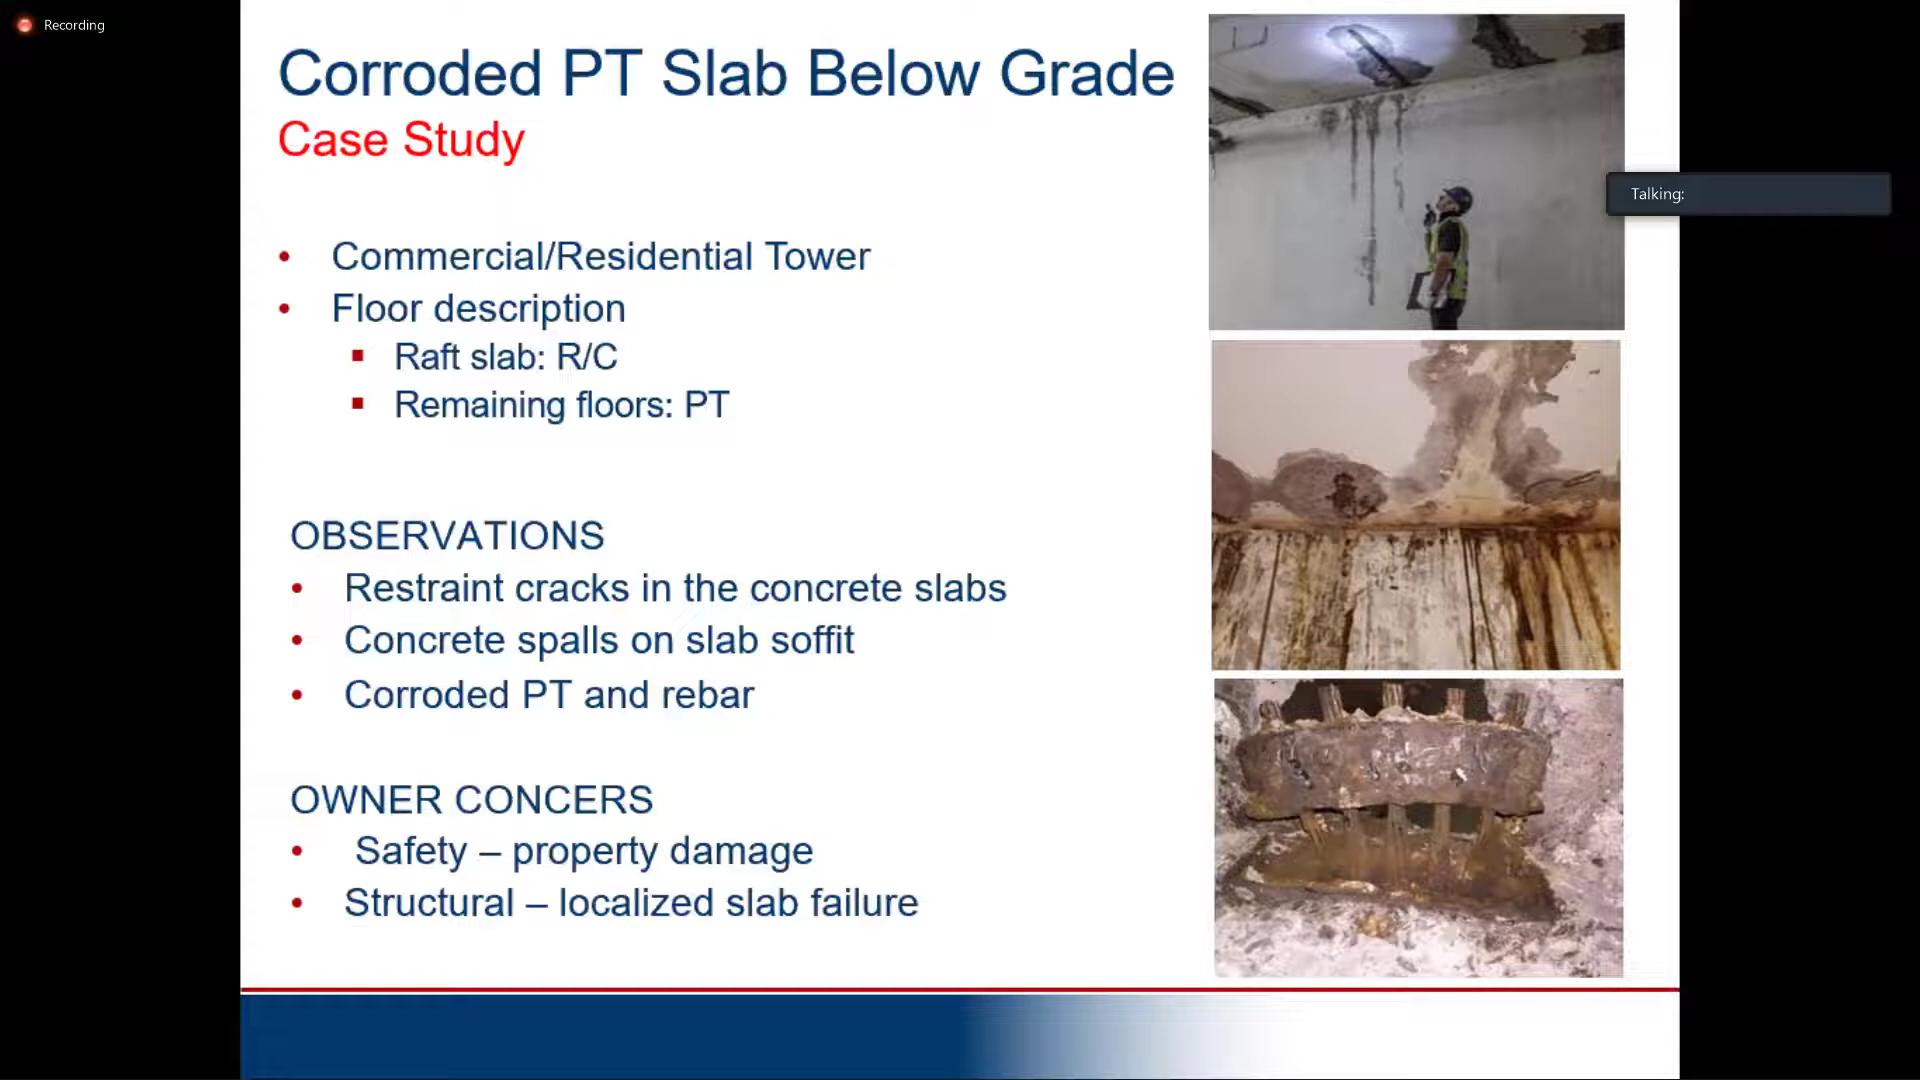 Recording
Corroded PT Slab Below Grade
Case Study
Talking:
• Commercial/Residential Tower
• Floor description
▪ Raft slab: R/C
▪ Remaining floors: PT
OBSERVATIONS
• Restraint cracks in the concrete slabs
• Concrete spalls on slab soffit
• Corroded PT and rebar
OWNER CONCERS
• Safety – property damage
• Structural – localized slab failure